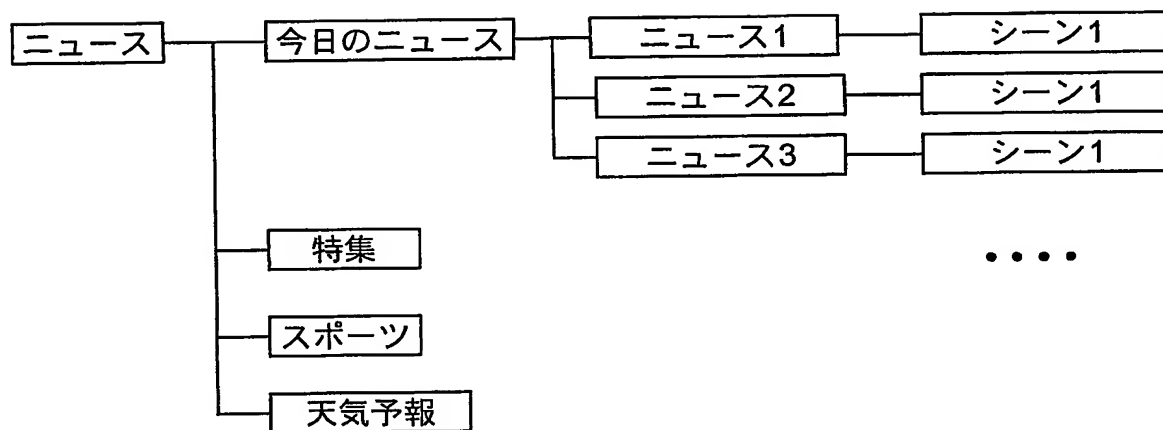 ニュース 今日のニュース ニュース1 シーン1
ニュース2 シーン1
ニュース3 シーン1
特集
スポーツ
天気予報